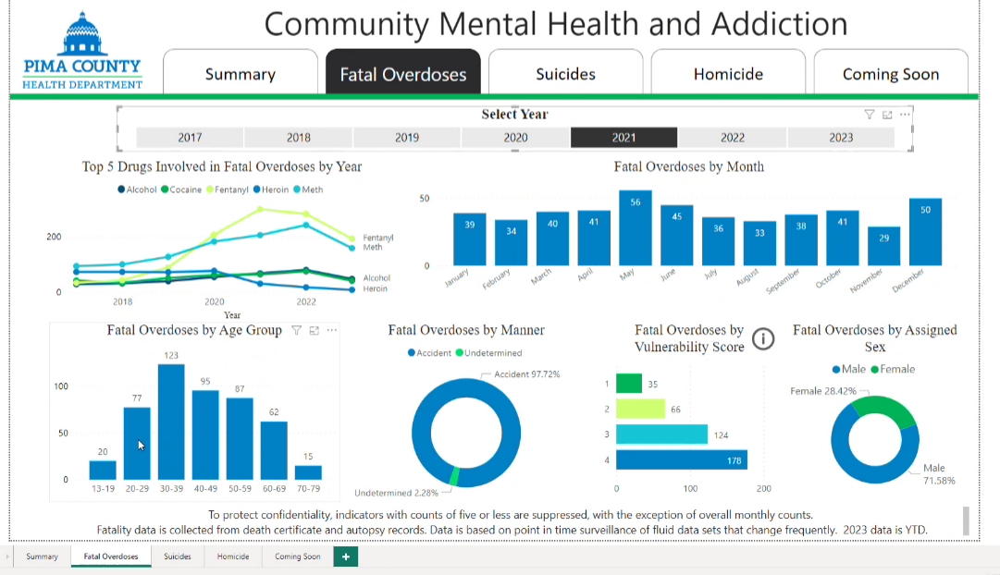 Community Mental Health and Addiction
PIMA COUNTY
HEALTH DEPARTMENT
Summary
Fatal Overdoses
Suicides
Homicide
Coming Soon
Select Year
2017 2018 2019 2020 2021 2022 2023
Top 5 Drugs Involved in Fatal Overdoses by Year
Alcohol Cocaine Fentanyl Heroin Meth
200
0
Fentanyl
Meth
Alcohol
Heroin
2018 2020 2022
Year
Fatal Overdoses by Month
50
0
39 34 40 41 56 45 36 33 38 41 29 50
January February March April May June July August September October November December
Fatal Overdoses by Age Group
100
50
0
20 77 123 95 87 62 15
13-19 20-29 30-39 40-49 50-59 60-69 70-79
Fatal Overdoses by Manner
Accident Undetermined
Accident 97.72%
Undetermined 2.28%
Fatal Overdoses by
Vulnerability Score
i
1 35
2 66
3 124
4 178
0 100 200
Fatal Overdoses by Assigned
Sex
Male Female
Female 28.42%
Male
71.58%
To protect confidentiality, indicators with counts of five or less are suppressed, with the exception of overall monthly counts.
Fatality data is collected from death certificate and autopsy records. Data is based on point in time surveillance of fluid data sets that change frequently. 2023 data is YTD.
Summary Fatal Overdoses Suicides Homicide Coming Soon +